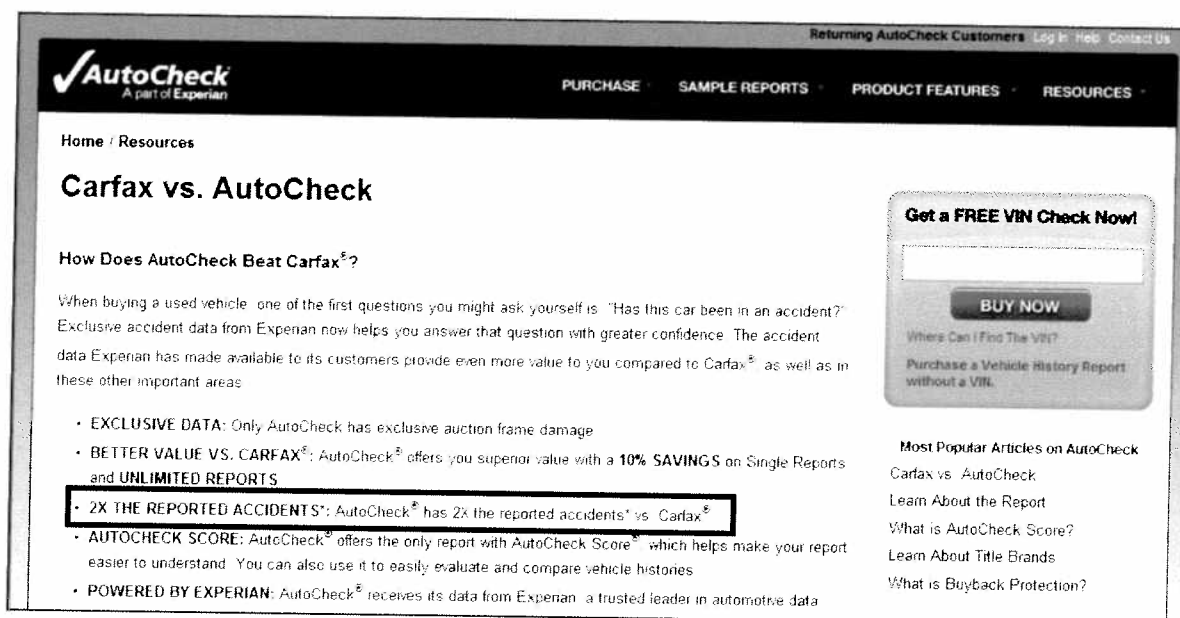 Returning AutoCheck Customers Log In Help Contact Us
AutoCheck
A part of Experian
PURCHASE SAMPLE REPORTS PRODUCT FEATURES RESOURCES
Home / Resources
Carfax vs. AutoCheck
How Does AutoCheck Beat Carfax®?
When buying a used vehicle one of the first questions you might ask yourself is "Has this car been in an accident?"
Exclusive accident data from Experian now helps you answer that question with greater confidence The accident
data Experian has made available to its customers provide even more value to you compared to Carfax® as well as in
these other important areas
• EXCLUSIVE DATA: Only AutoCheck has exclusive auction frame damage
• BETTER VALUE VS. CARFAX®: AutoCheck® offers you superior value with a 10% SAVINGS on Single Reports
and UNLIMITED REPORTS
• 2X THE REPORTED ACCIDENTS*: AutoCheck® has 2X the reported accidents* vs Carfax®
• AUTOCHECK SCORE: AutoCheck® offers the only report with AutoCheck Score® which helps make your report
easier to understand You can also use it to easily evaluate and compare vehicle histories
• POWERED BY EXPERIAN: AutoCheck® receives its data from Experian a trusted leader in automotive data
Get a FREE VIN Check Now!
BUY NOW
Where Can I Find The VIN?
Purchase a Vehicle History Report
without a VIN.
Most Popular Articles on AutoCheck
Carfax vs AutoCheck
Learn About the Report
What is AutoCheck Score?
Learn About Title Brands
What is Buyback Protection?